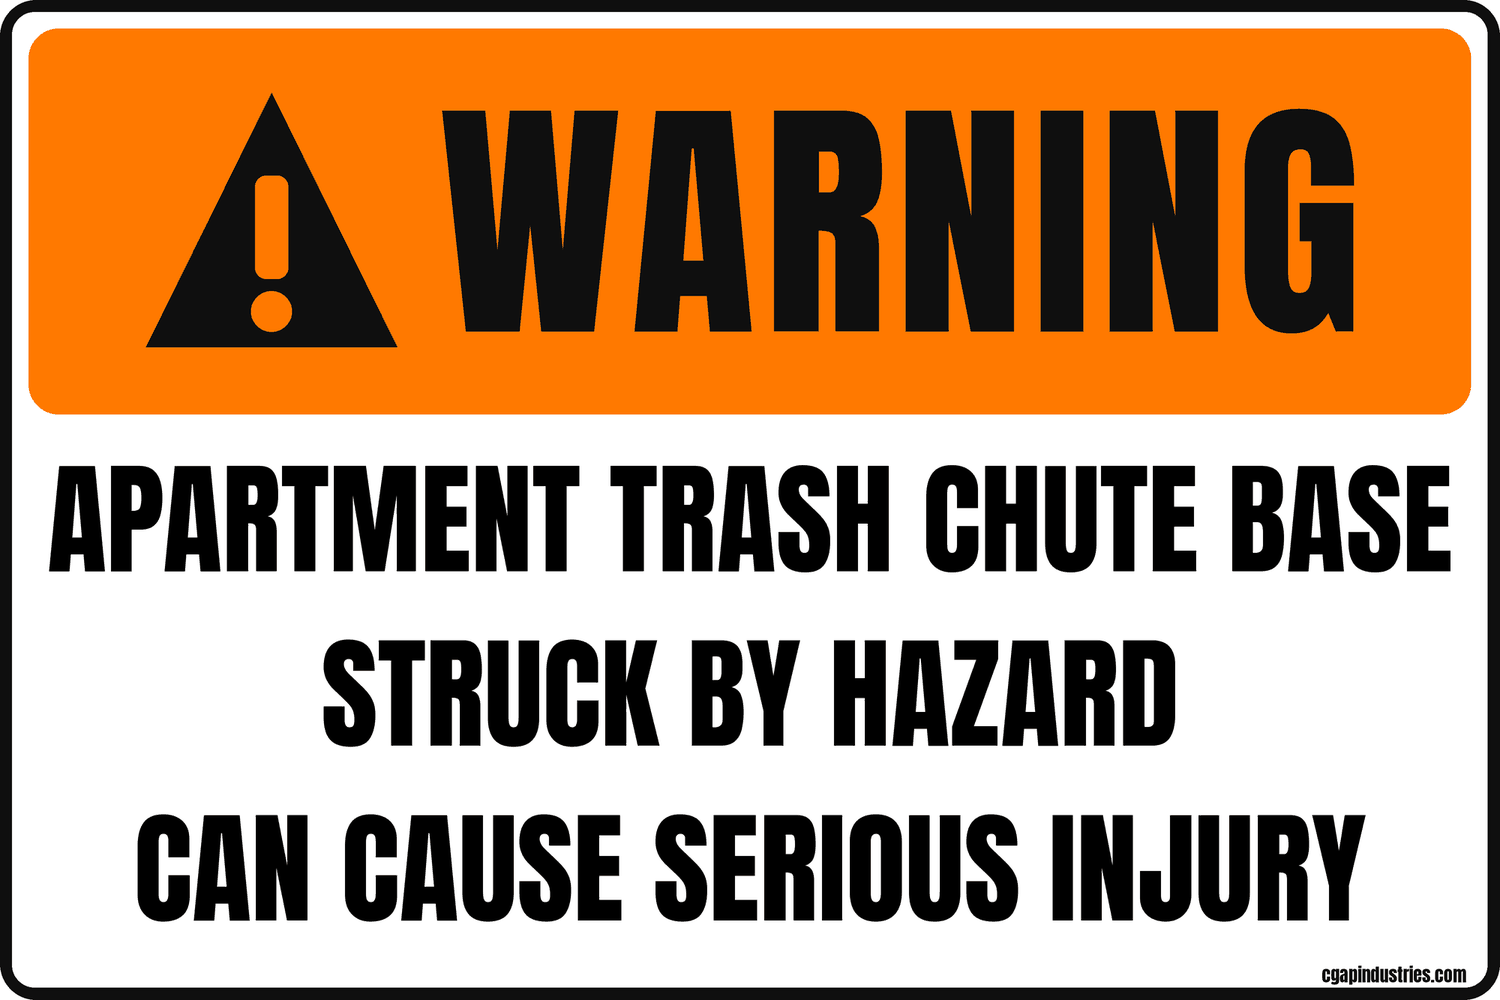 WARNING
APARTMENT TRASH CHUTE BASE
STRUCK BY HAZARD
CAN CAUSE SERIOUS INJURY
cgapindustries.com